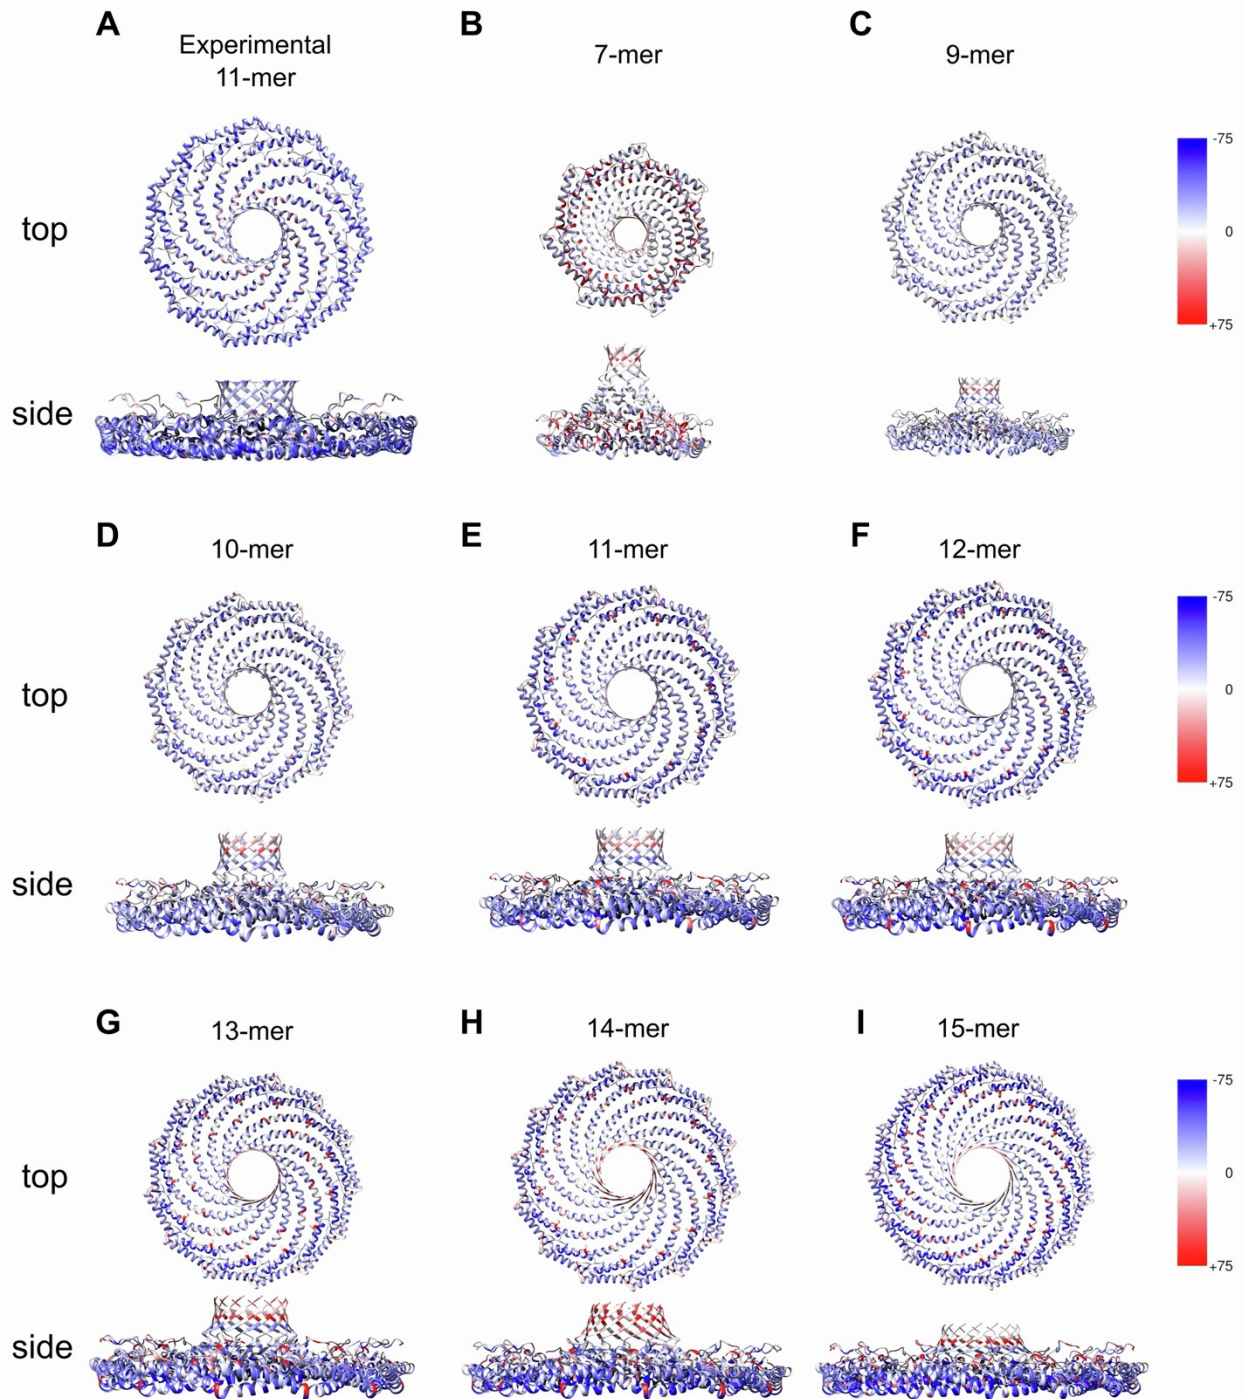 A
Experimental
11-mer
B
7-mer
C
9-mer
top
-75
0
+75
side
D
10-mer
E
11-mer
F
12-mer
top
-75
0
+75
side
G
13-mer
H
14-mer
I
15-mer
top
-75
0
+75
side